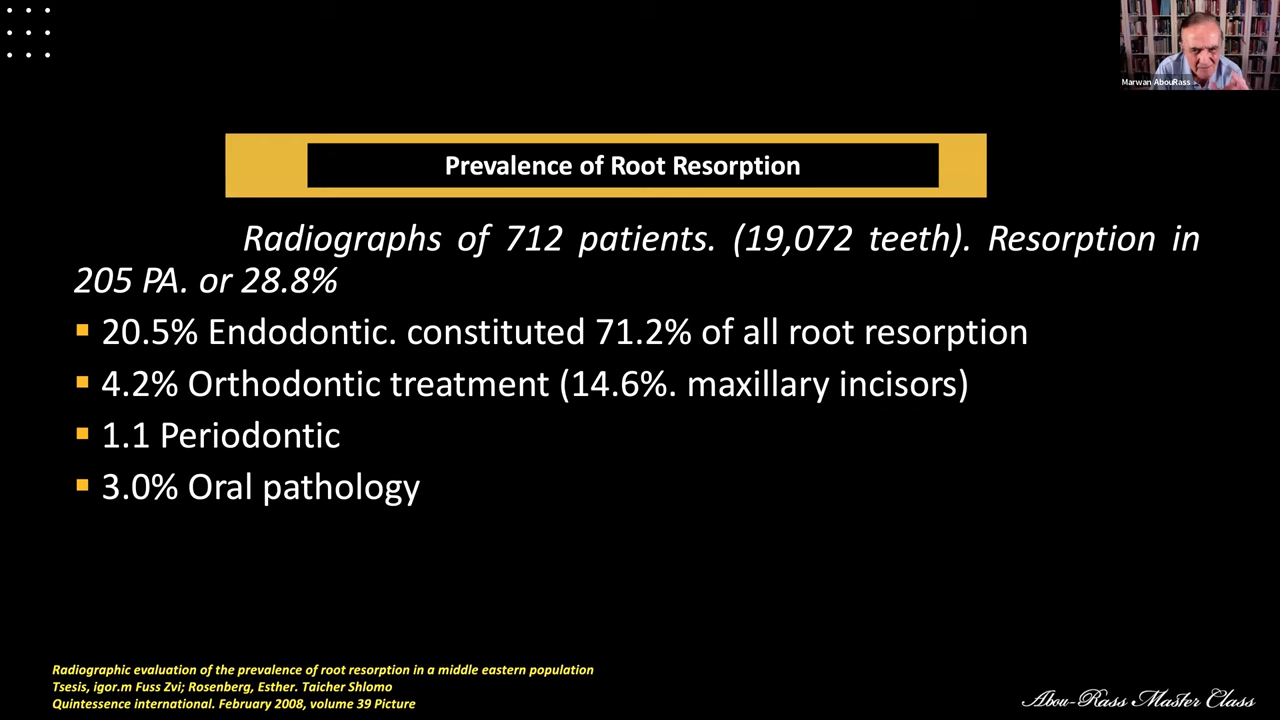 Marwan AbouRass
Prevalence of Root Resorption
Radiographs of 712 patients. (19,072 teeth). Resorption in
205 PA. or 28.8%
20.5% Endodontic. constituted 71.2% of all root resorption
4.2% Orthodontic treatment (14.6%. maxillary incisors)
1.1 Periodontic
3.0% Oral pathology
Radiographic evaluation of the prevalence of root resorption in a middle eastern population
Tsesis, igor.m Fuss Zvi; Rosenberg, Esther. Taicher Shlomo
Quintessence international. February 2008, volume 39 Picture
Abou-Rass Master Class